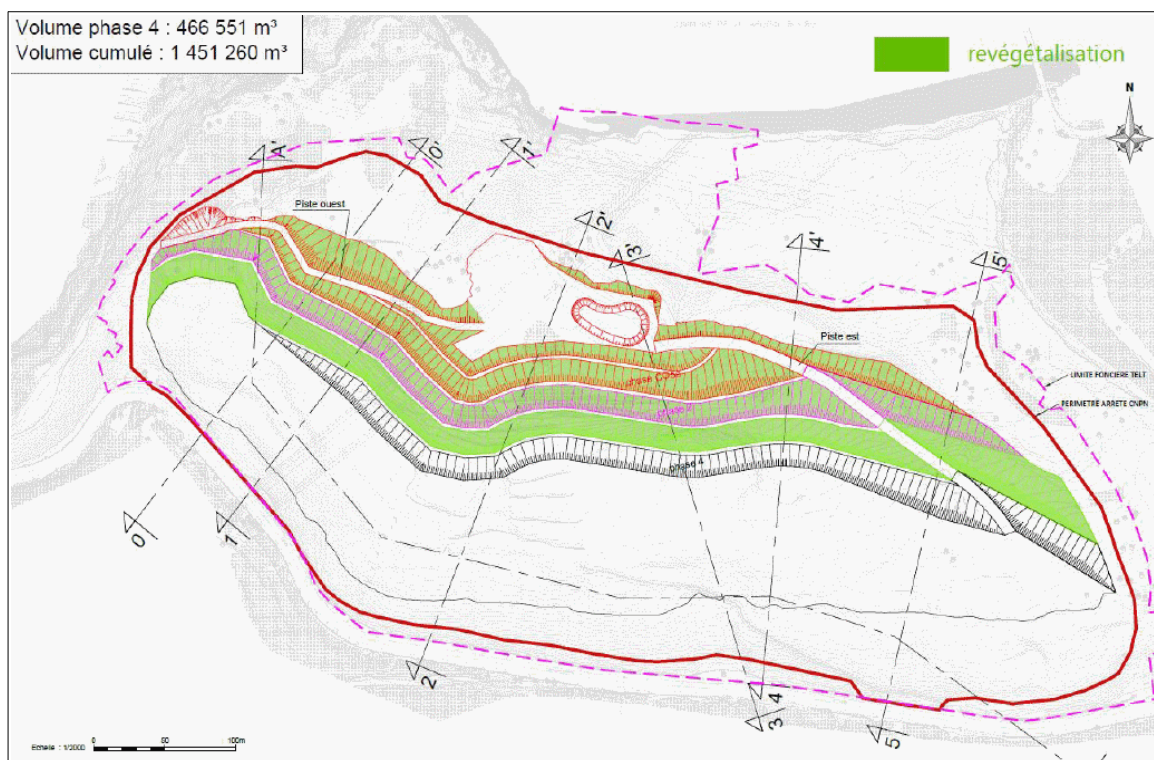 Volume phase 4 : 466 551 m³
Volume cumulé : 1 451 260 m³
revégétalisation
N
A'
0'
1'
Piste ouest
2'
3'
4'
5'
Piste est
LIMITE FONCIERE TELT
PERIMETRE ARRETE CNPN
phase
phase
phase 4
0
1
2
4
3
5
Echelle : 1/2000
0
50
100m